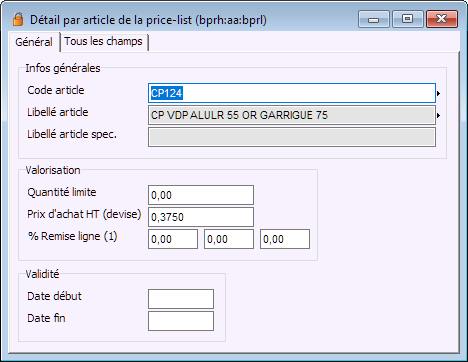 Détail par article de la price-list (bprh:aa:bprl)
Général Tous les champs
Infos générales
Code article CP124
Libellé article CP VDP ALULR 55 OR GARRIGUE 75
Libellé article spec.
Valorisation
Quantité limite 0,00
Prix d'achat HT (devise) 0,3750
% Remise ligne (1) 0,00 0,00 0,00
Validité
Date début
Date fin